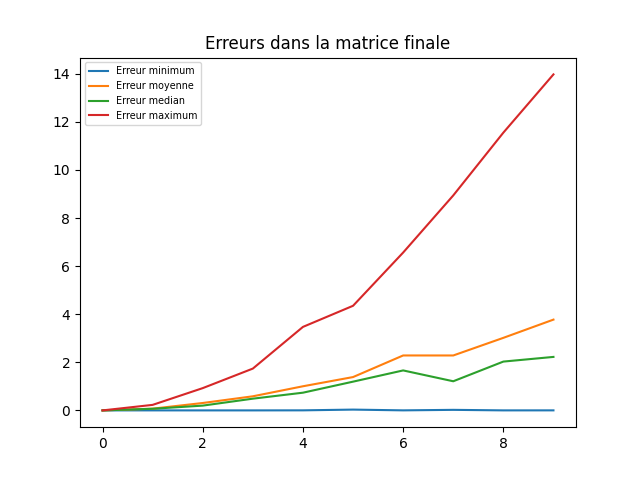 Erreurs dans la matrice finale
Erreur minimum
Erreur moyenne
Erreur median
Erreur maximum
14
12
10
8
6
4
2
0
0 2 4 6 8